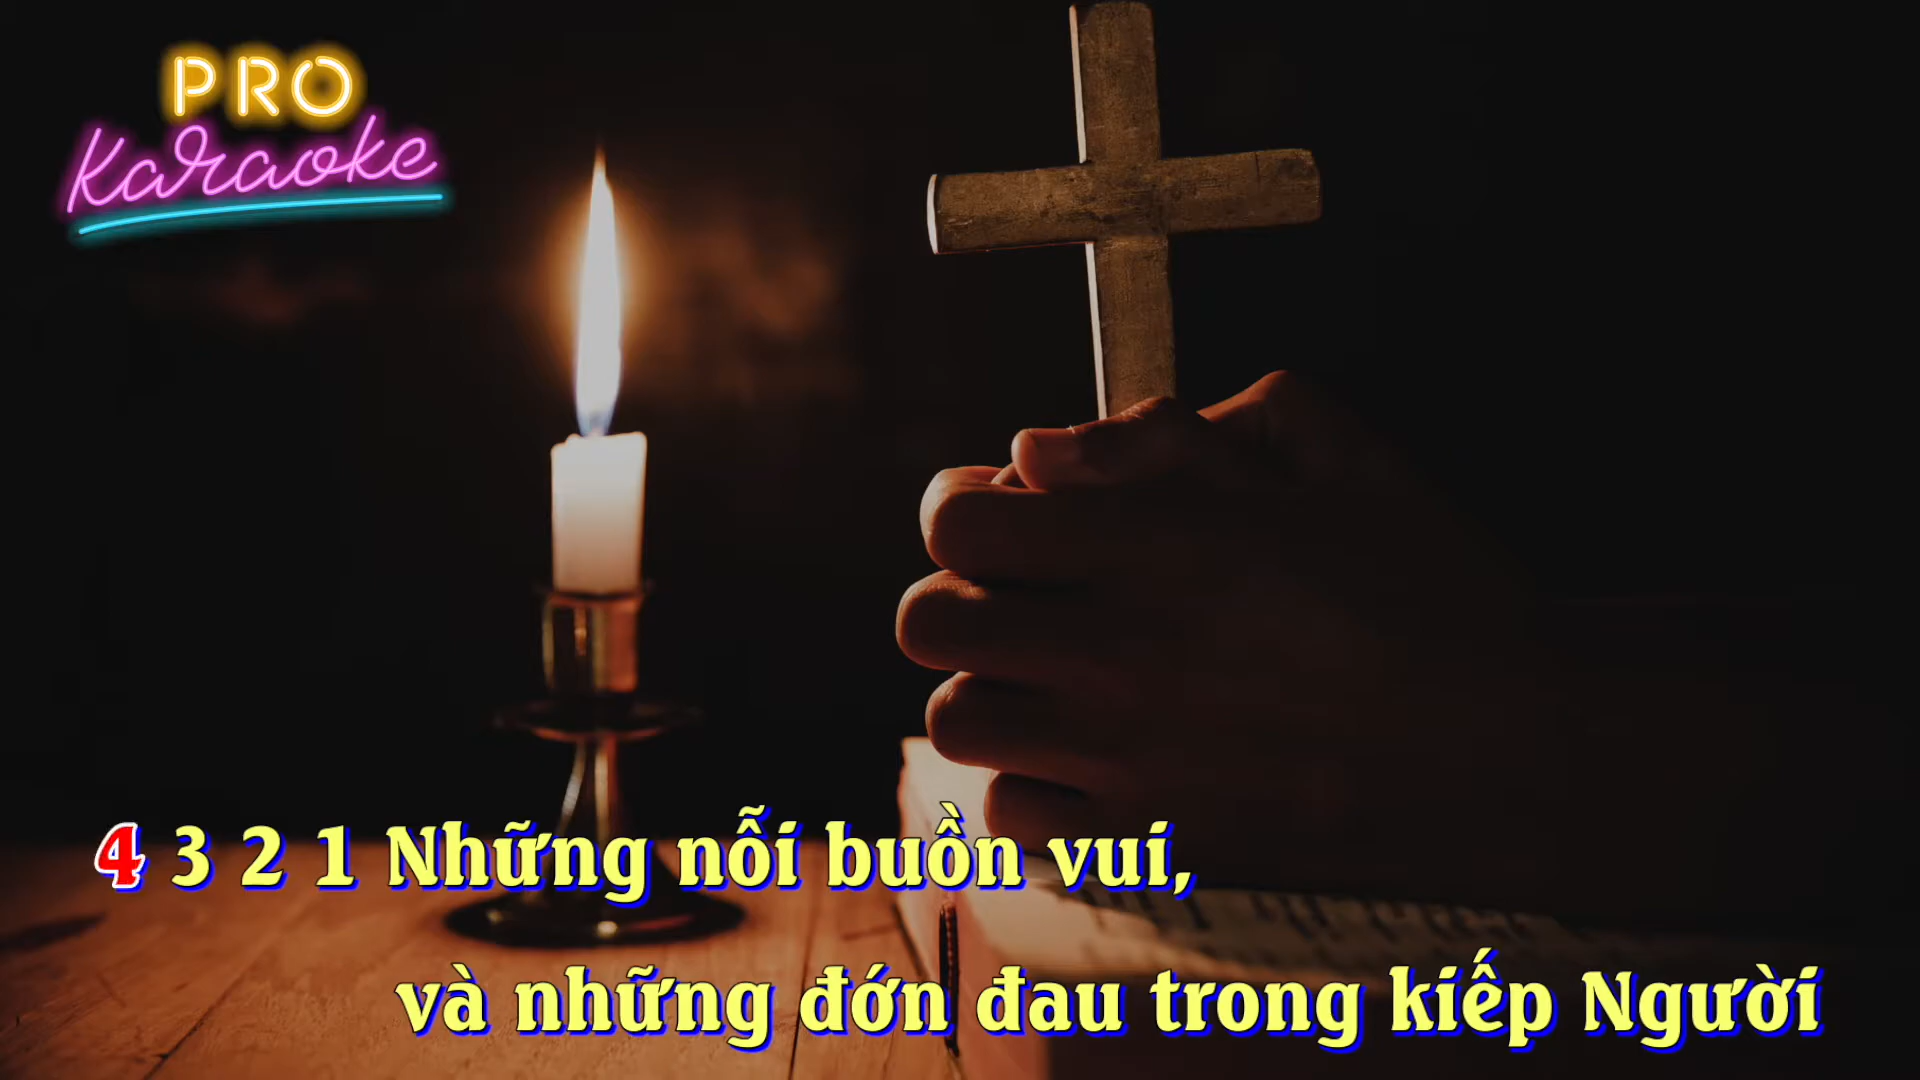 PRO
Karaoke
4 3 2 1 Những nỗi buồn vui,
và những đớn đau trong kiếp Người